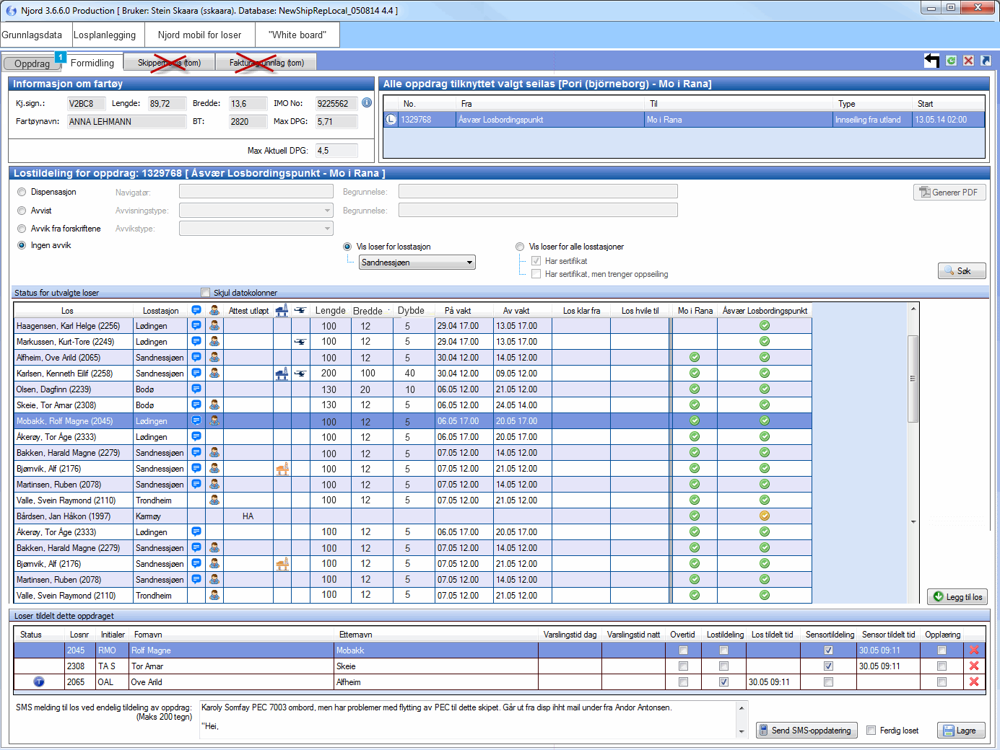 Njord 3.6.6.0 Production [ Bruker: Stein Skaara (sskaara). Database: NewShipRepLocal_050814 4.4 ]
Grunnlagsdata Losplanlegging Njord mobil for loser "White board"
Oppdrag 1 Formidling (tom) Fakturagrunnlag (tom)
Informasjon om fartøy
Kj.sign.: V2BC8 Lengde: 89,72 Bredde: 13,6 IMO No: 9225562
Fartøynavn: ANNA LEHMANN BT: 2820 Max DPG: 5,71
Max Aktuell DPG: 4,5
Alle oppdrag tilknyttet valgt seilas [Pori (björneborg) - Mo i Rana]
No. Fra Til Type Start
L 1329768 Åsvær Losbordingspunkt Mo i Rana Innseiling fra utland 13.05.14 02:00
Lostildeling for oppdrag: 1329768 [ Åsvær Losbordingspunkt - Mo i Rana ]
Dispensasjon Navigatør: Begrunnelse: Generer PDF
Avvist Avvisningstype: Begrunnelse:
Avvik fra forskriftene Avvikstype:
Ingen avvik
Vis loser for losstasjon Vis loser for alle losstasjoner
Sandnessjøen Har sertifikat
Har sertifikat, men trenger oppseiling
Søk
Status for utvalgte loser Skjul datokolonner
Los Losstasjon Attest utløpt Lengde Bredde Dybde På vakt Av vakt Los klar fra Los hvile til Mo i Rana Åsvær Losbordingspunkt
Haagensen, Karl Helge (2256) Lødingen 100 12 5 29.04 17.00 13.05 17.00
Markussen, Kurt-Tore (2249) Lødingen 100 12 5 29.04 17.00 13.05 17.00
Alfheim, Ove Arild (2065) Sandnessjøen 100 12 5 30.04 12.00 14.05 12.00
Karlsen, Kenneth Eilif (2258) Sandnessjøen 200 100 40 30.04 12.00 09.05 12.00
Olsen, Dagfinn (2239) Bodø 130 20 10 06.05 12.00 21.05 12.00
Skeie, Tor Amar (2308) Bodø 130 12 5 06.05 12.00 24.05 14.00
Mobakk, Rolf Magne (2045) Lødingen 100 12 5 06.05 17.00 20.05 17.00
Åkerøy, Tor Åge (2333) Lødingen 100 12 5 06.05 17.00 20.05 17.00
Bakken, Harald Magne (2279) Sandnessjøen 100 12 5 07.05 12.00 14.05 12.00
Bjørnvik, Alf (2176) Sandnessjøen 100 12 5 07.05 12.00 21.05 12.00
Martinsen, Ruben (2078) Sandnessjøen 100 12 5 07.05 12.00 14.05 12.00
Valle, Svein Raymond (2110) Trondheim 100 12 5 07.05 12.00 21.05 12.00
Bårdsen, Jan Håkon (1997) Karmøy HA
Åkerøy, Tor Åge (2333) Lødingen 100 12 5 06.05 17.00 20.05 17.00
Bakken, Harald Magne (2279) Sandnessjøen 100 12 5 07.05 12.00 14.05 12.00
Bjørnvik, Alf (2176) Sandnessjøen 100 12 5 07.05 12.00 21.05 12.00
Martinsen, Ruben (2078) Sandnessjøen 100 12 5 07.05 12.00 14.05 12.00
Valle, Svein Raymond (2110) Trondheim 100 12 5 07.05 12.00 21.05 12.00
Legg til los
Loser tildelt dette oppdraget
Status Losnr Initialer Fornavn Etternavn Varslingstid dag Varslingstid natt Overtid Lostildeling Los tildelt tid Sensortildeling Sensor tildelt tid Opplæring
2045 RMO Rolf Magne Mobakk 30.05 09:11
2308 TA S Tor Amar Skeie 30.05 09:11
T 2065 OAL Ove Arild Alfheim 30.05 09:11
SMS melding til los ved endelig tildeling av oppdrag:
(Maks 200 tegn)
Karoly Somfay PEC 7003 ombord, men har problemer med flytting av PEC til dette skipet. Går ut fra disp ihht mail under fra Andor Antonsen.
"Hei,
Send SMS-oppdatering Ferdig loset Lagre